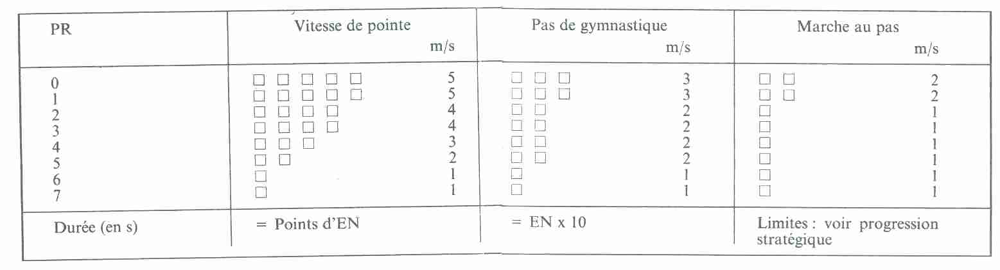 PR Vitesse de pointe Pas de gymnastique Marche au pas
m/s m/s m/s
0 □ □ □ □ □ 5 □ □ □ 3 □ □ 2
1 □ □ □ □ □ 5 □ □ □ 3 □ □ 2
2 □ □ □ □ 4 □ □ 2 □ 1
3 □ □ □ □ 4 □ □ 2 □ 1
4 □ □ □ 3 □ □ 2 □ 1
5 □ □ 2 □ □ 2 □ 1
6 □ 1 □ 1 □ 1
7 □ 1 □ 1 □ 1
Durée (en s) = Points d’EN = EN x 10 Limites : voir progression
stratégique